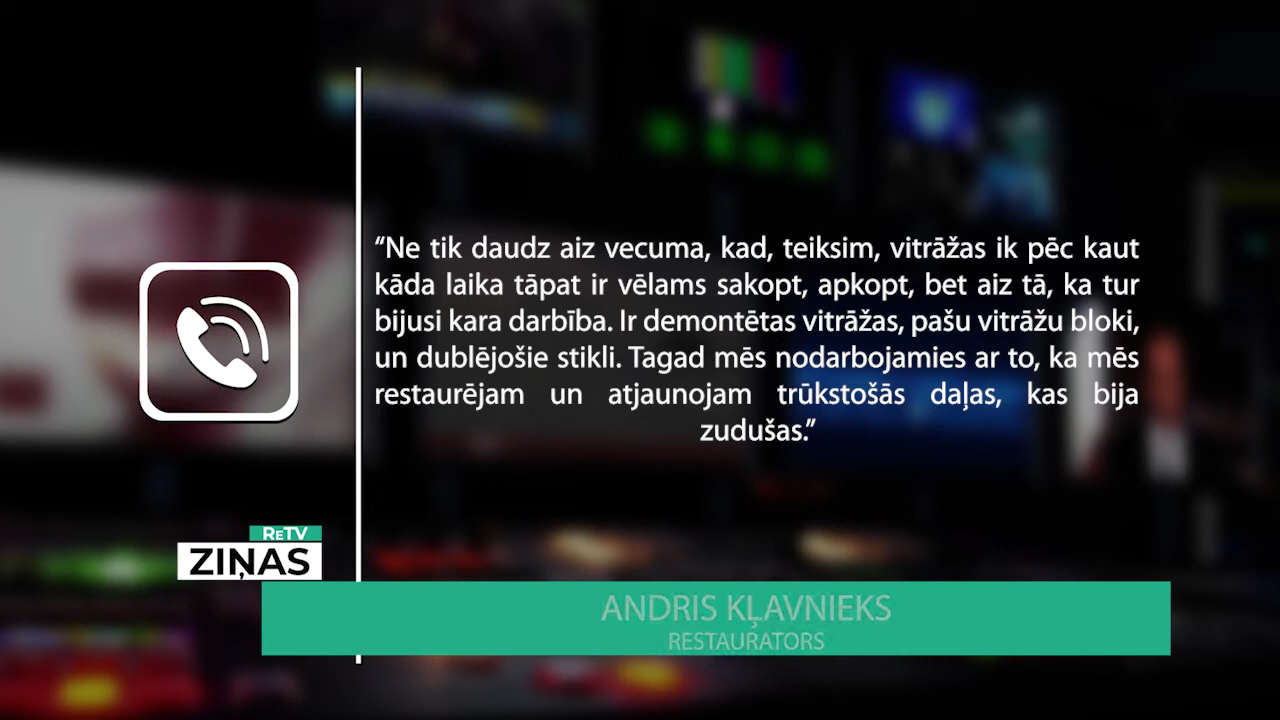 “Ne tik daudz aiz vecuma, kad, teiksim, vitrāžas ik pēc kaut
kāda laika tāpat ir vēlams sakopt, apkopt, bet aiz tā, ka tur
bijusi kara darbība. Ir demontētas vitrāžas, pašu vitrāžu bloki,
un dublējošie stikli. Tagad mēs nodarbojamies ar to, ka mēs
restaurējam un atjaunojam trūkstošās daļas, kas bija
zudušas.”
RETV
ZIŅAS
ANDRIS KĻAVNIEKS
RESTAURATORS